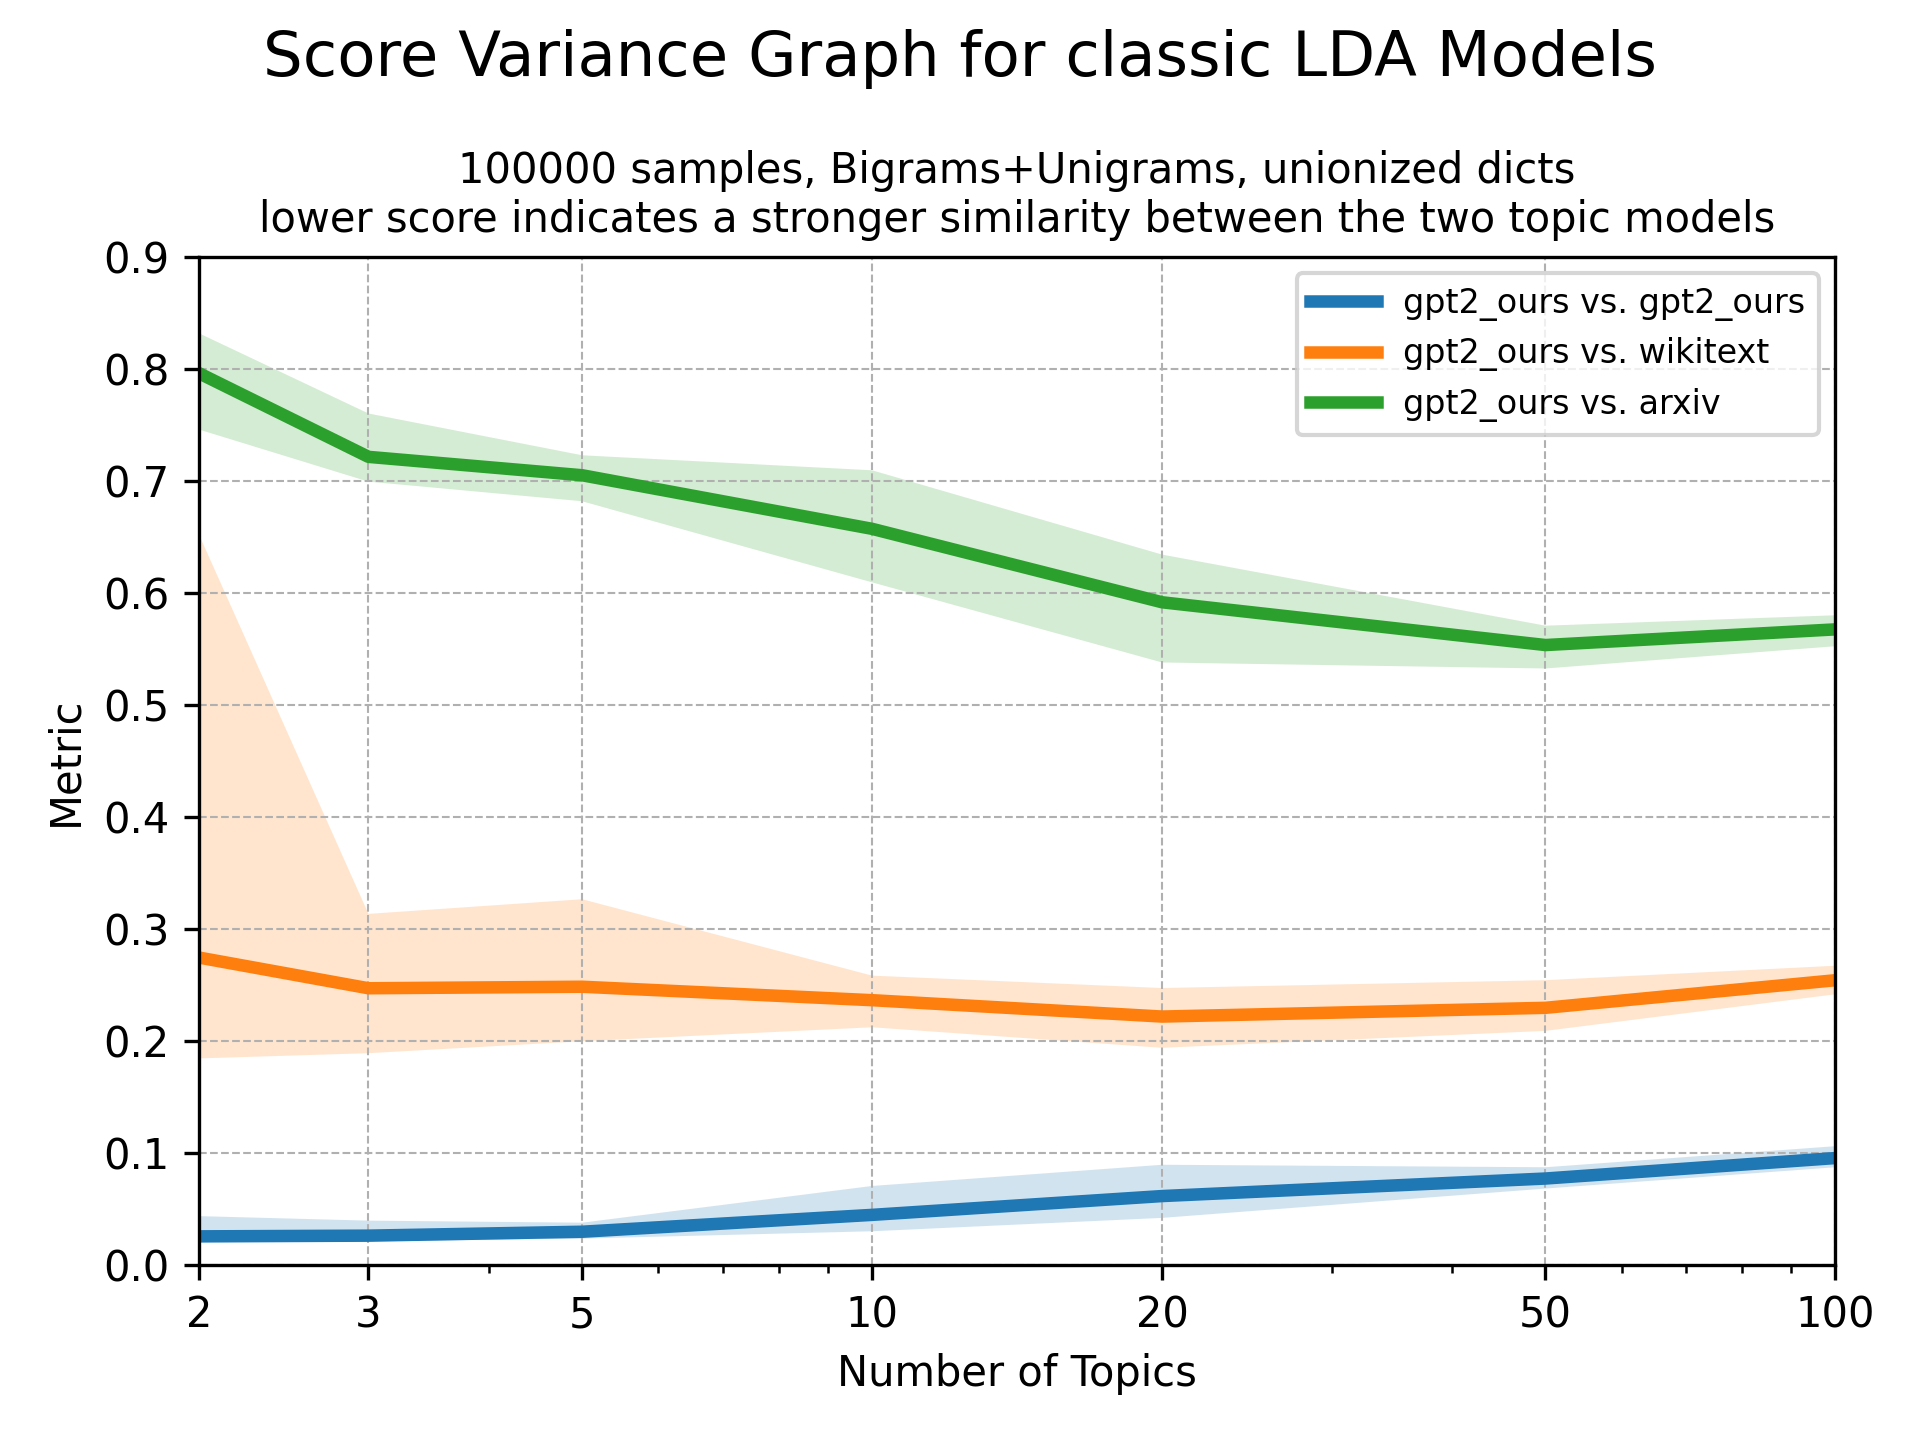 Score Variance Graph for classic LDA Models
100000 samples, Bigrams+Unigrams, unionized dicts
lower score indicates a stronger similarity between the two topic models
0.9
0.8
0.7
0.6
0.5
0.4
0.3
0.2
0.1
0.0
Metric
gpt2_ours vs. gpt2_ours
gpt2_ours vs. wikitext
gpt2_ours vs. arxiv
2 3 5 10 20 50 100
Number of Topics